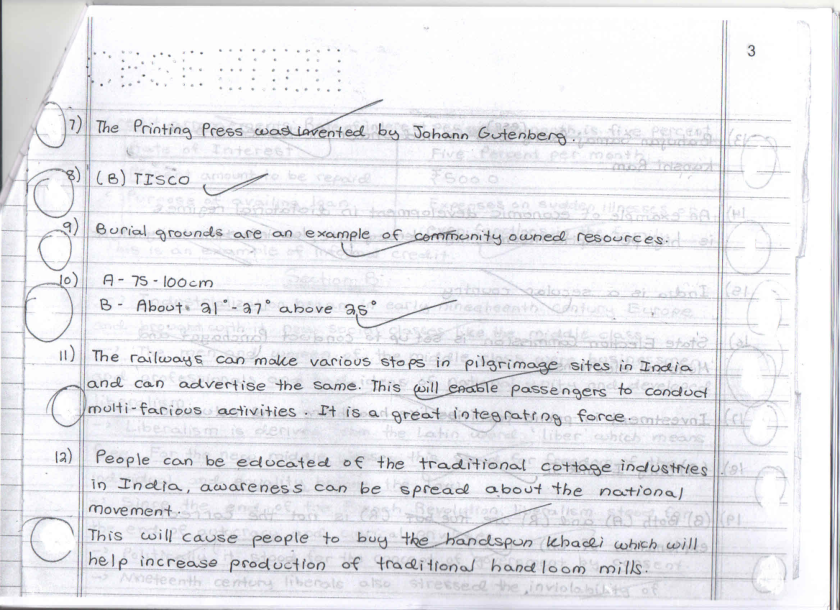 3
7) The Printing Press was invented by Johann Gutenberg.
8) (B) TISCO
9) Burial grounds are an example of community owned resources.
10) A - 75 - 100cm
B - About 21° - 27° above 25°
11) The railways can make various stops in pilgrimage sites in India
and can advertise the same. This will enable passengers to conduct
multi-farious activities. It is a great integrating force.
12) People can be educated of the traditional cottage industries
in India, awareness can be spread about the national
movement.
This will cause people to buy the handspun khadi which will
help increase production of traditional handloom mills.